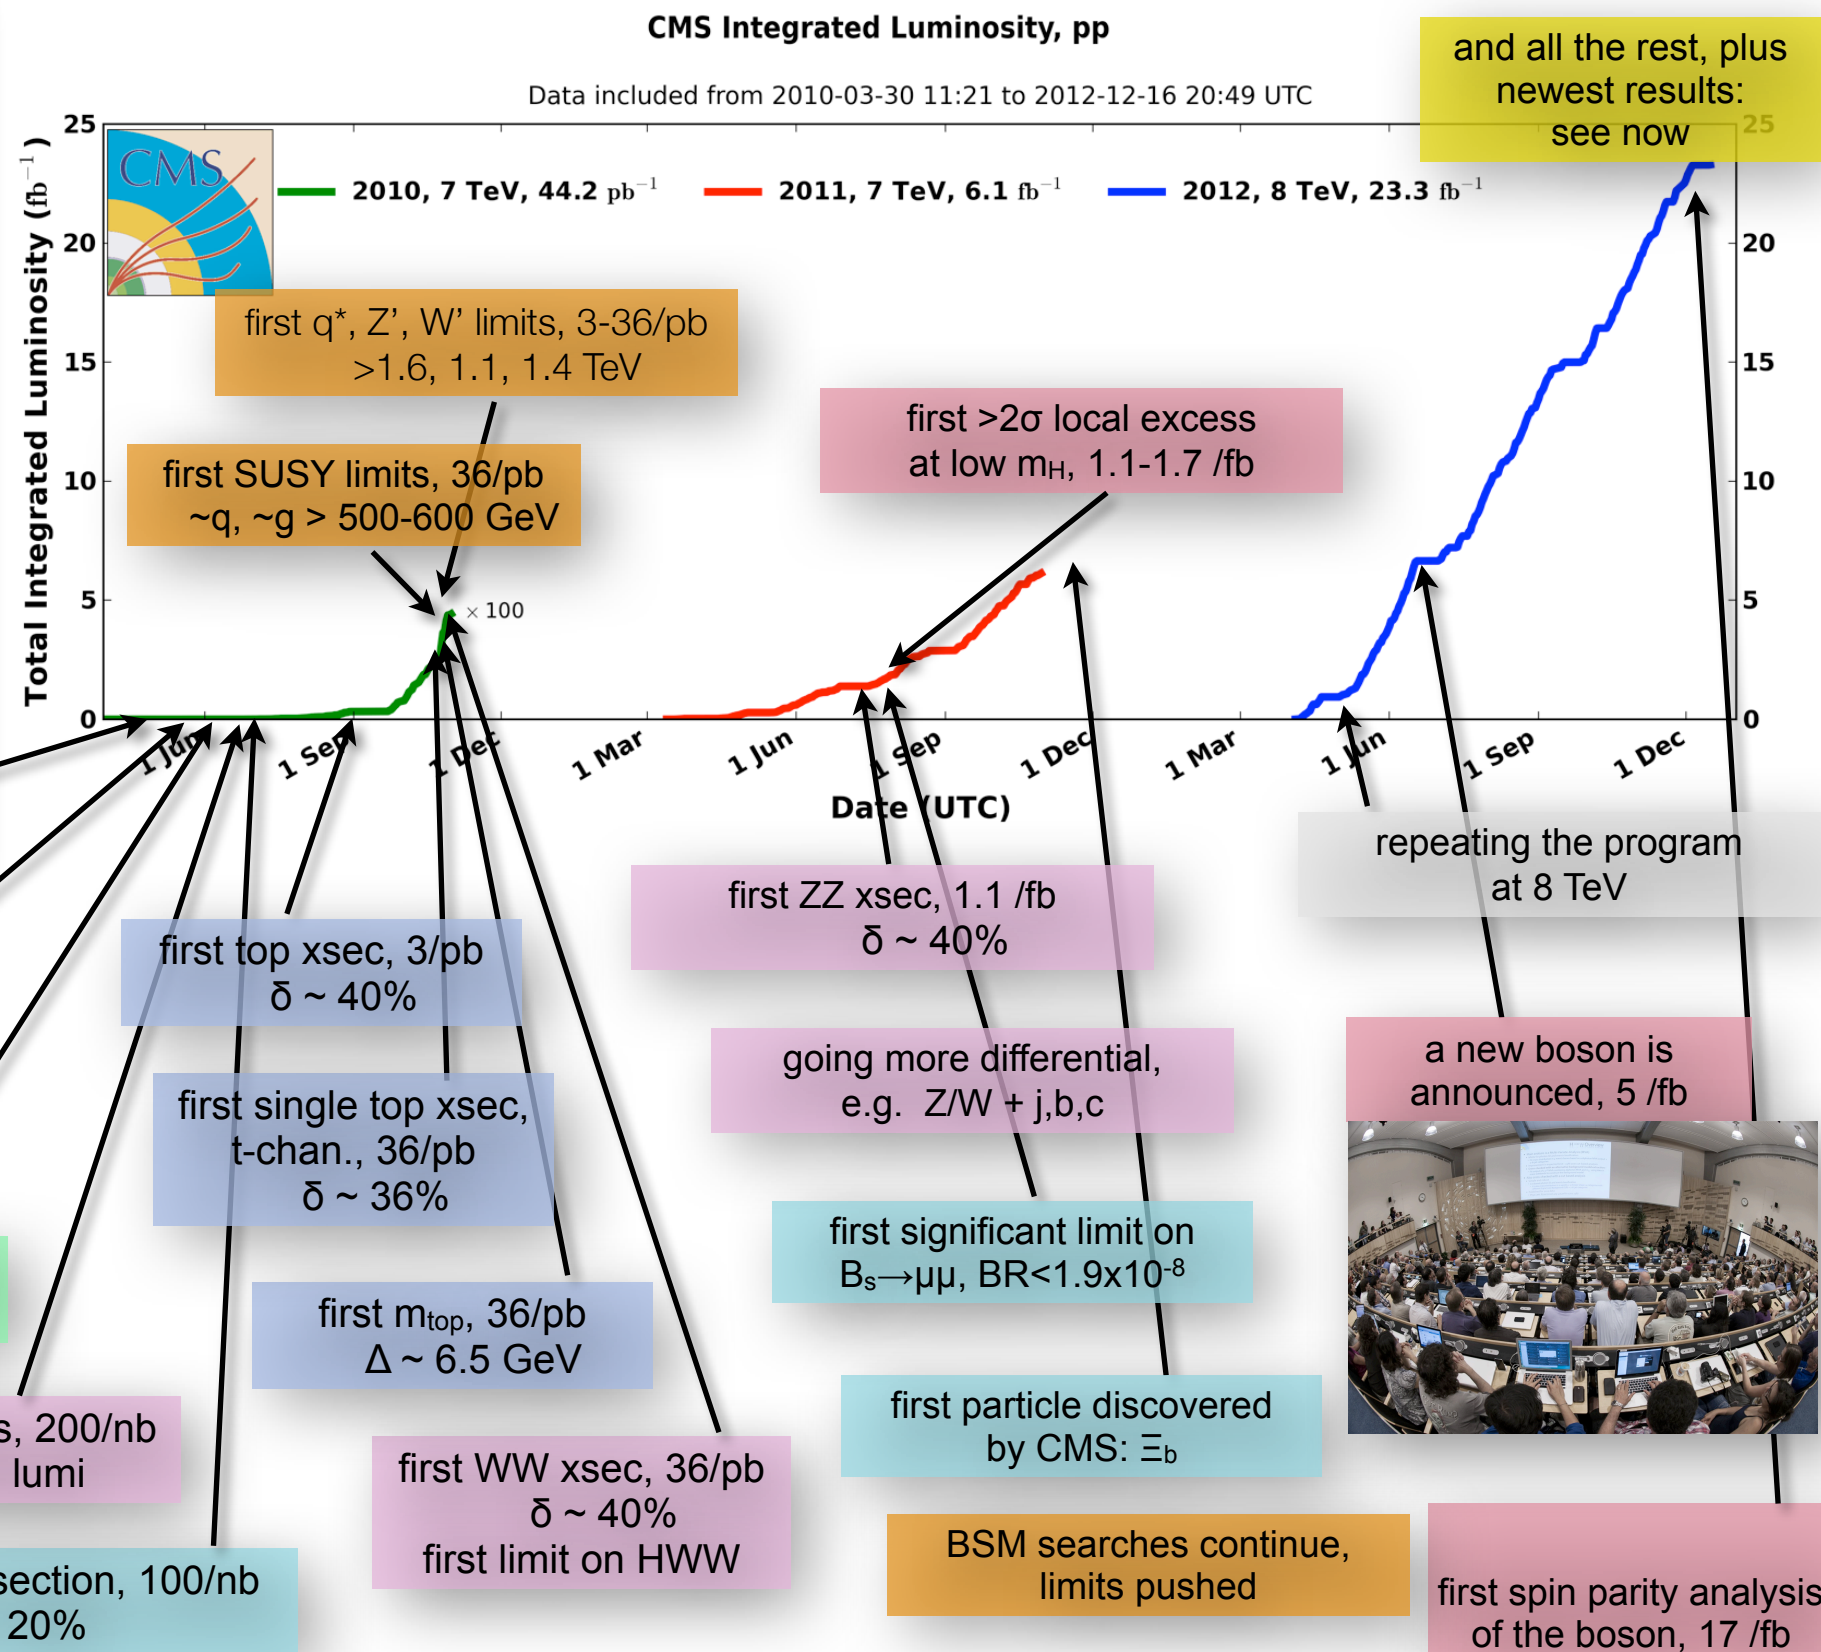 CMS Integrated Luminosity, pp
Data included from 2010-03-30 11:21 to 2012-12-16 20:49 UTC
and all the rest, plus
newest results:
see now
Total Integrated Luminosity (fb⁻¹)
25
20
15
10
5
0
25
20
15
10
5
0
CMS
2010, 7 TeV, 44.2 pb⁻¹
2011, 7 TeV, 6.1 fb⁻¹
2012, 8 TeV, 23.3 fb⁻¹
first q*, Z’, W’ limits, 3-36/pb
>1.6, 1.1, 1.4 TeV
first SUSY limits, 36/pb
~q, ~g > 500-600 GeV
× 100
first >2σ local excess
at low mH, 1.1-1.7 /fb
1 Jun
1 Sep
1 Dec
1 Mar
1 Jun
1 Sep
1 Dec
1 Mar
1 Jun
1 Sep
1 Dec
Date (UTC)
repeating the program
at 8 TeV
first ZZ xsec, 1.1 /fb
δ ~ 40%
first top xsec, 3/pb
δ ~ 40%
going more differential,
e.g. Z/W + j,b,c
a new boson is
announced, 5 /fb
first single top xsec,
t-chan., 36/pb
δ ~ 36%
first significant limit on
Bs→μμ, BR<1.9x10⁻⁸
first mtop, 36/pb
Δ ~ 6.5 GeV
first particle discovered
by CMS: Ξb
s, 200/nb
lumi
first WW xsec, 36/pb
δ ~ 40%
first limit on HWW
BSM searches continue,
limits pushed
section, 100/nb
20%
first spin parity analysis
of the boson, 17 /fb